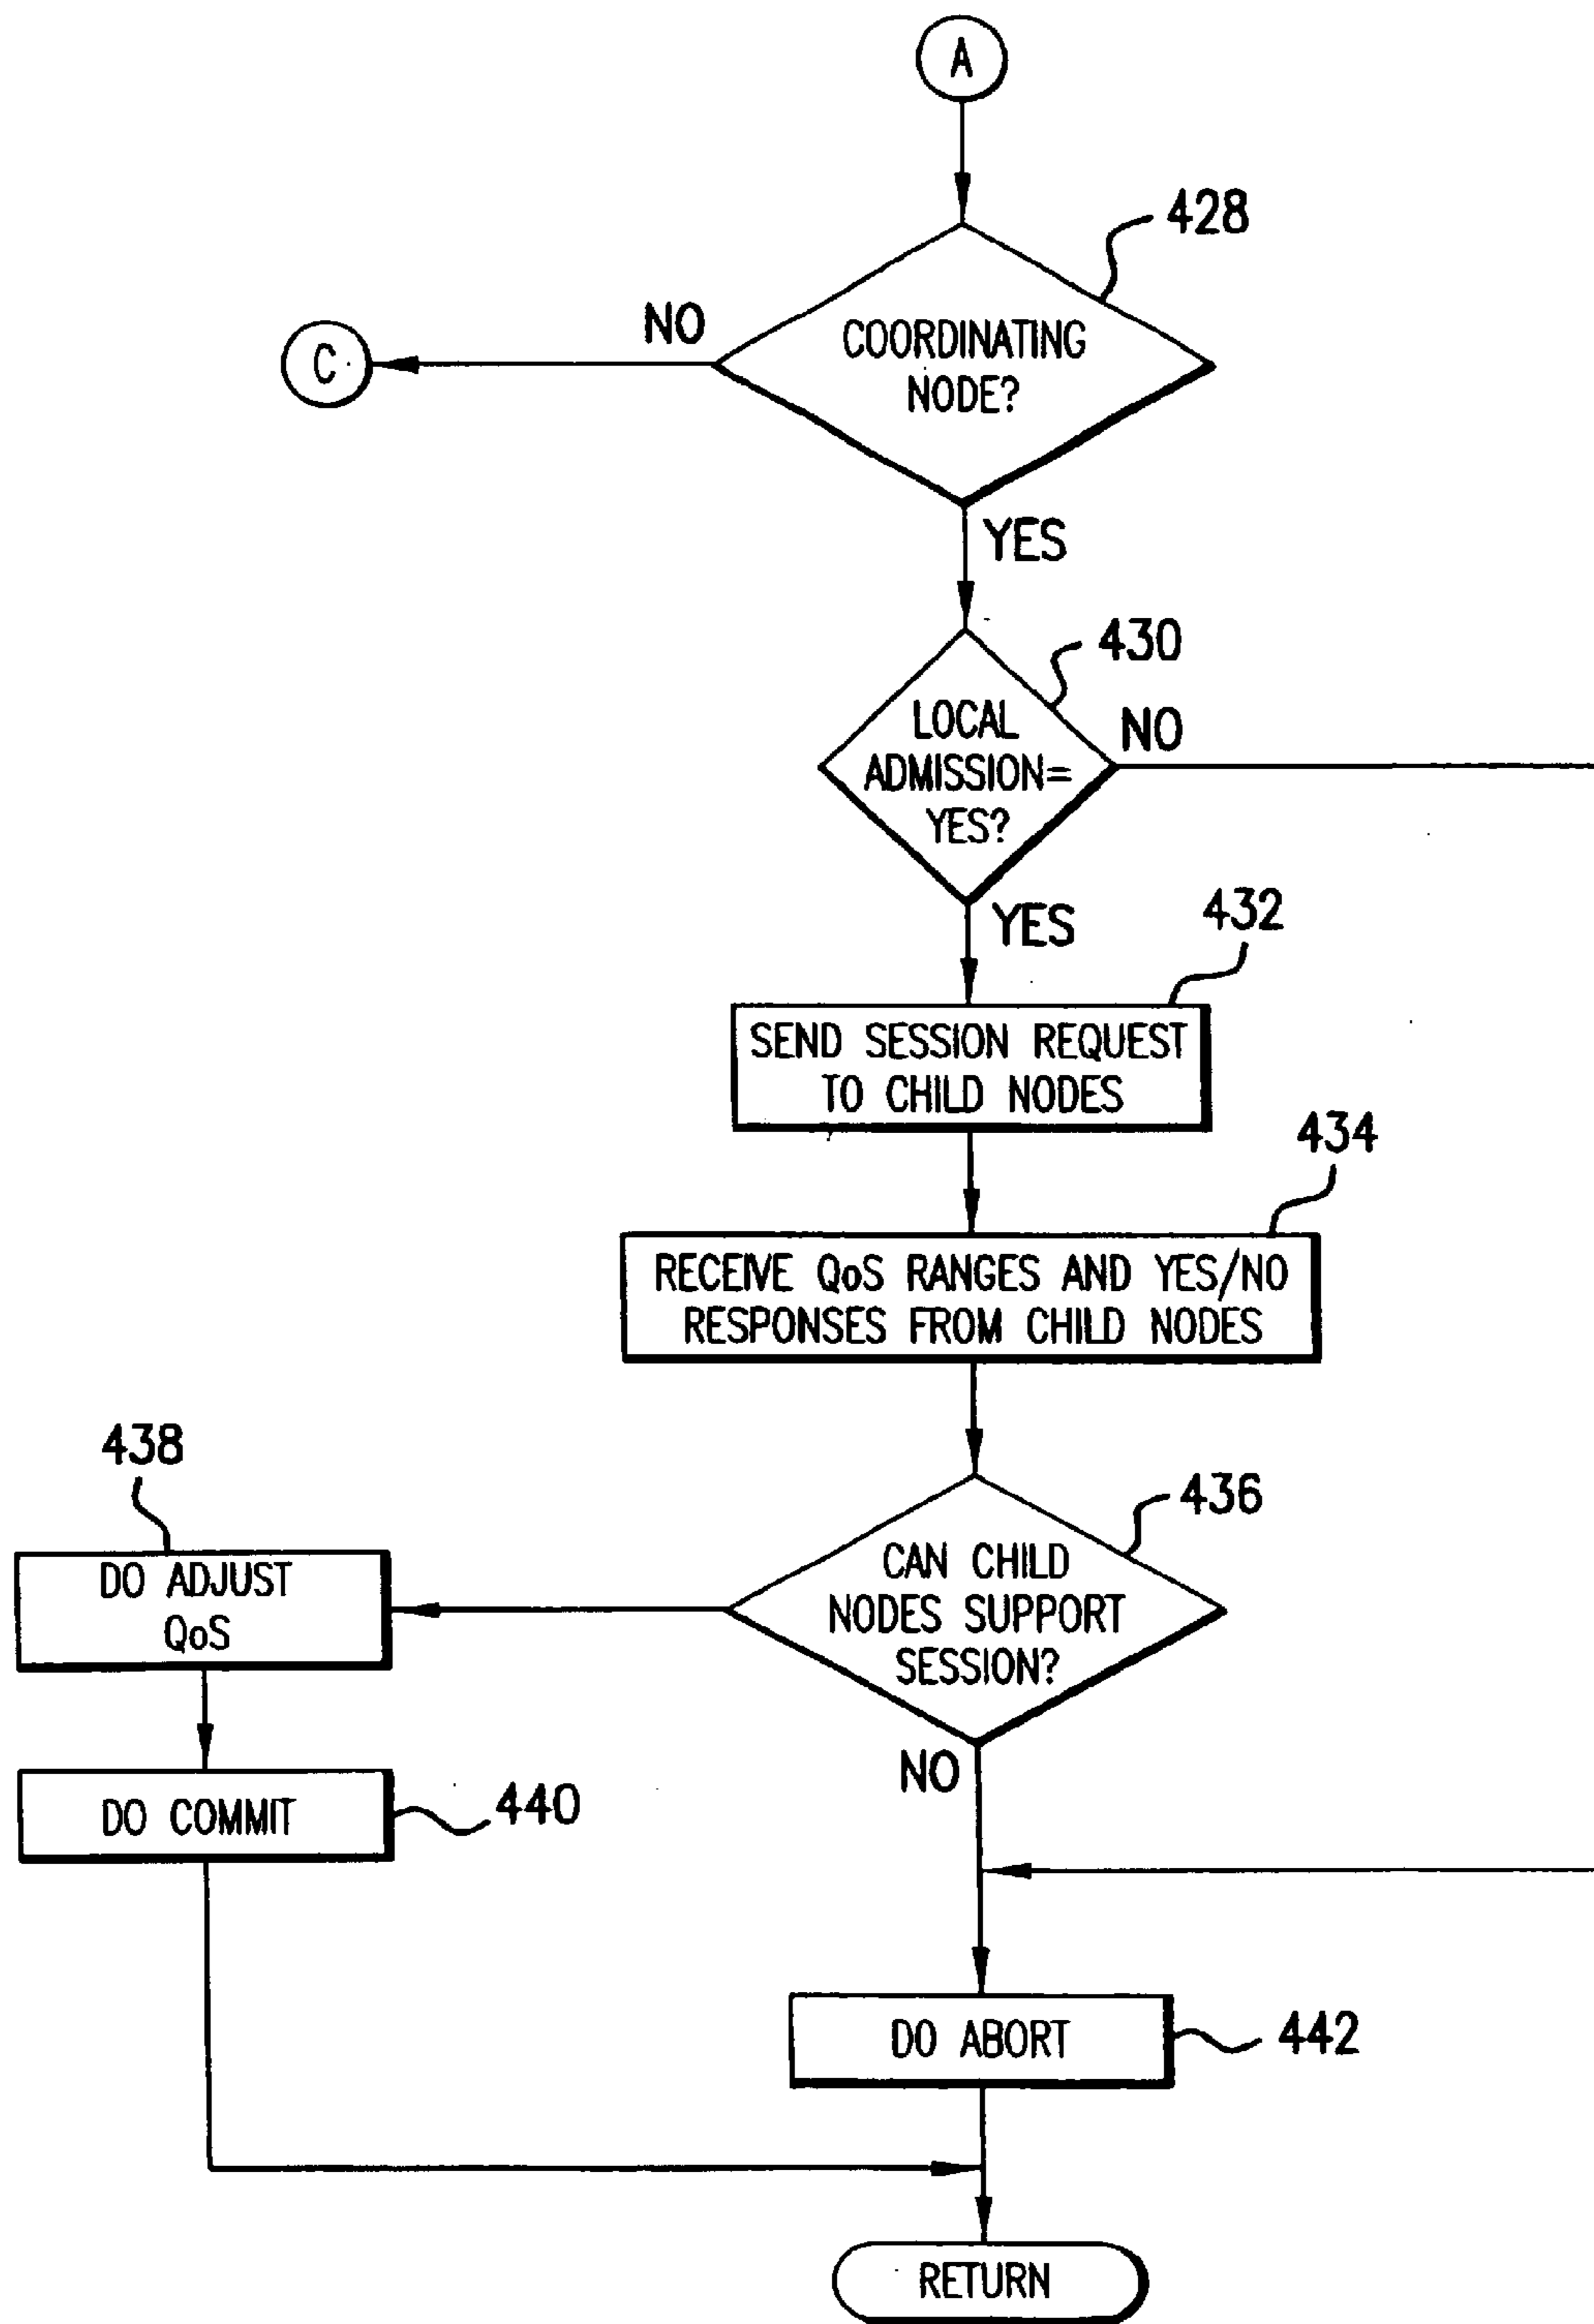 A
428
COORDINATING
NODE?
NO
C
YES
430
LOCAL
ADMISSION=
YES?
NO
YES
432
SEND SESSION REQUEST
TO CHILD NODES
434
RECEIVE QoS RANGES AND YES/NO
RESPONSES FROM CHILD NODES
438
436
DO ADJUST
QoS
CAN CHILD
NODES SUPPORT
SESSION?
NO
DO COMMIT
440
DO ABORT
442
RETURN